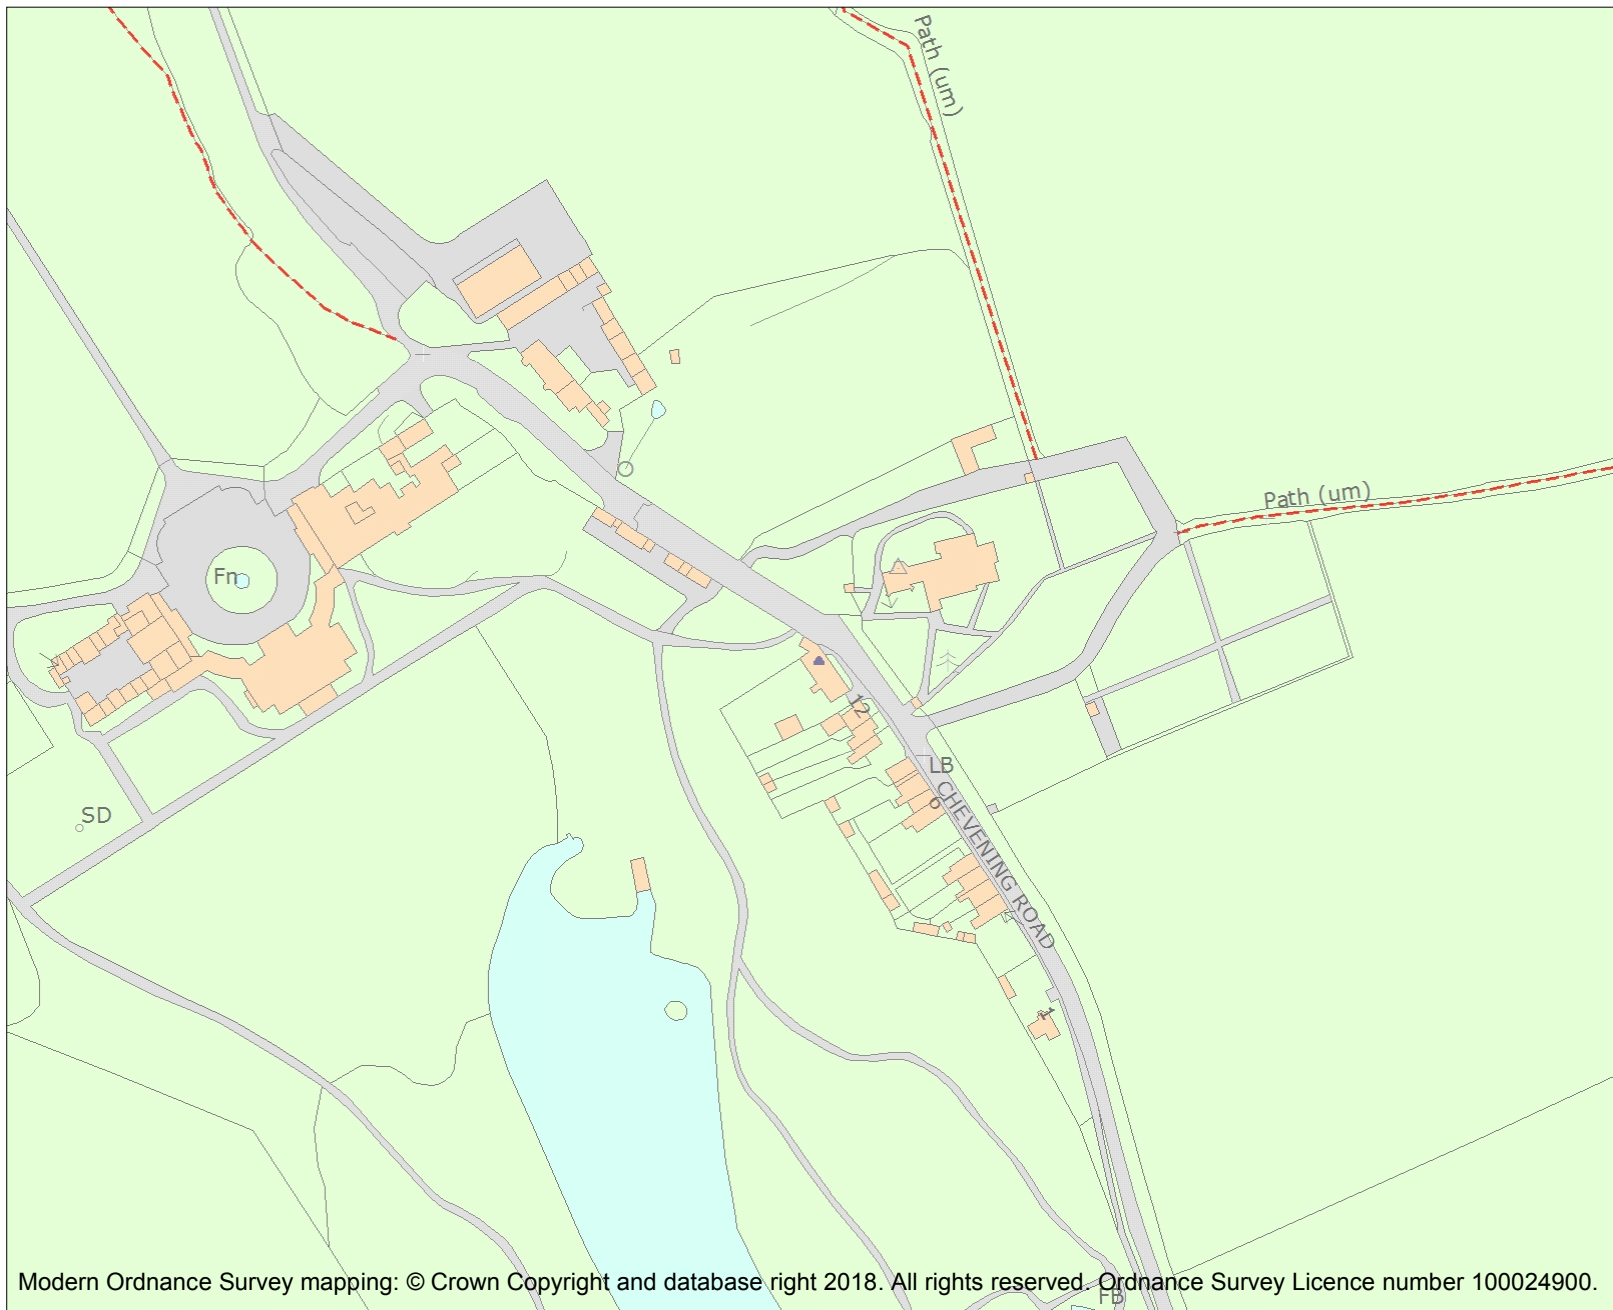 Path (um)
Path (um)
Fn
12
LB
6
CHEVENING ROAD
SD
1
FB
Modern Ordnance Survey mapping: © Crown Copyright and database right 2018. All rights reserved. Ordnance Survey Licence number 100024900.